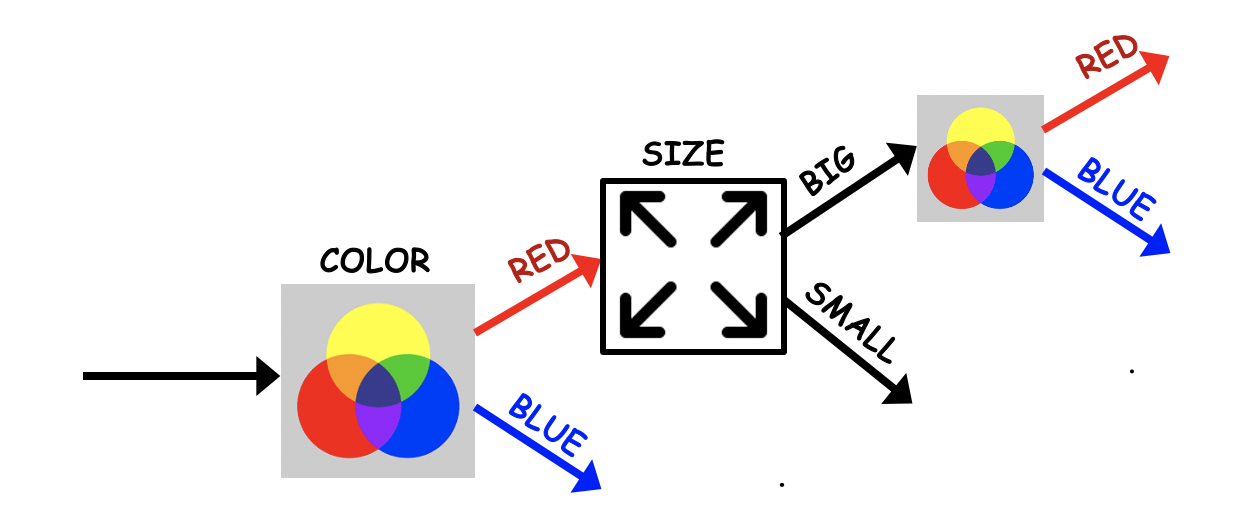 COLOR
RED
BLUE
SIZE
BIG
SMALL
RED
BLUE